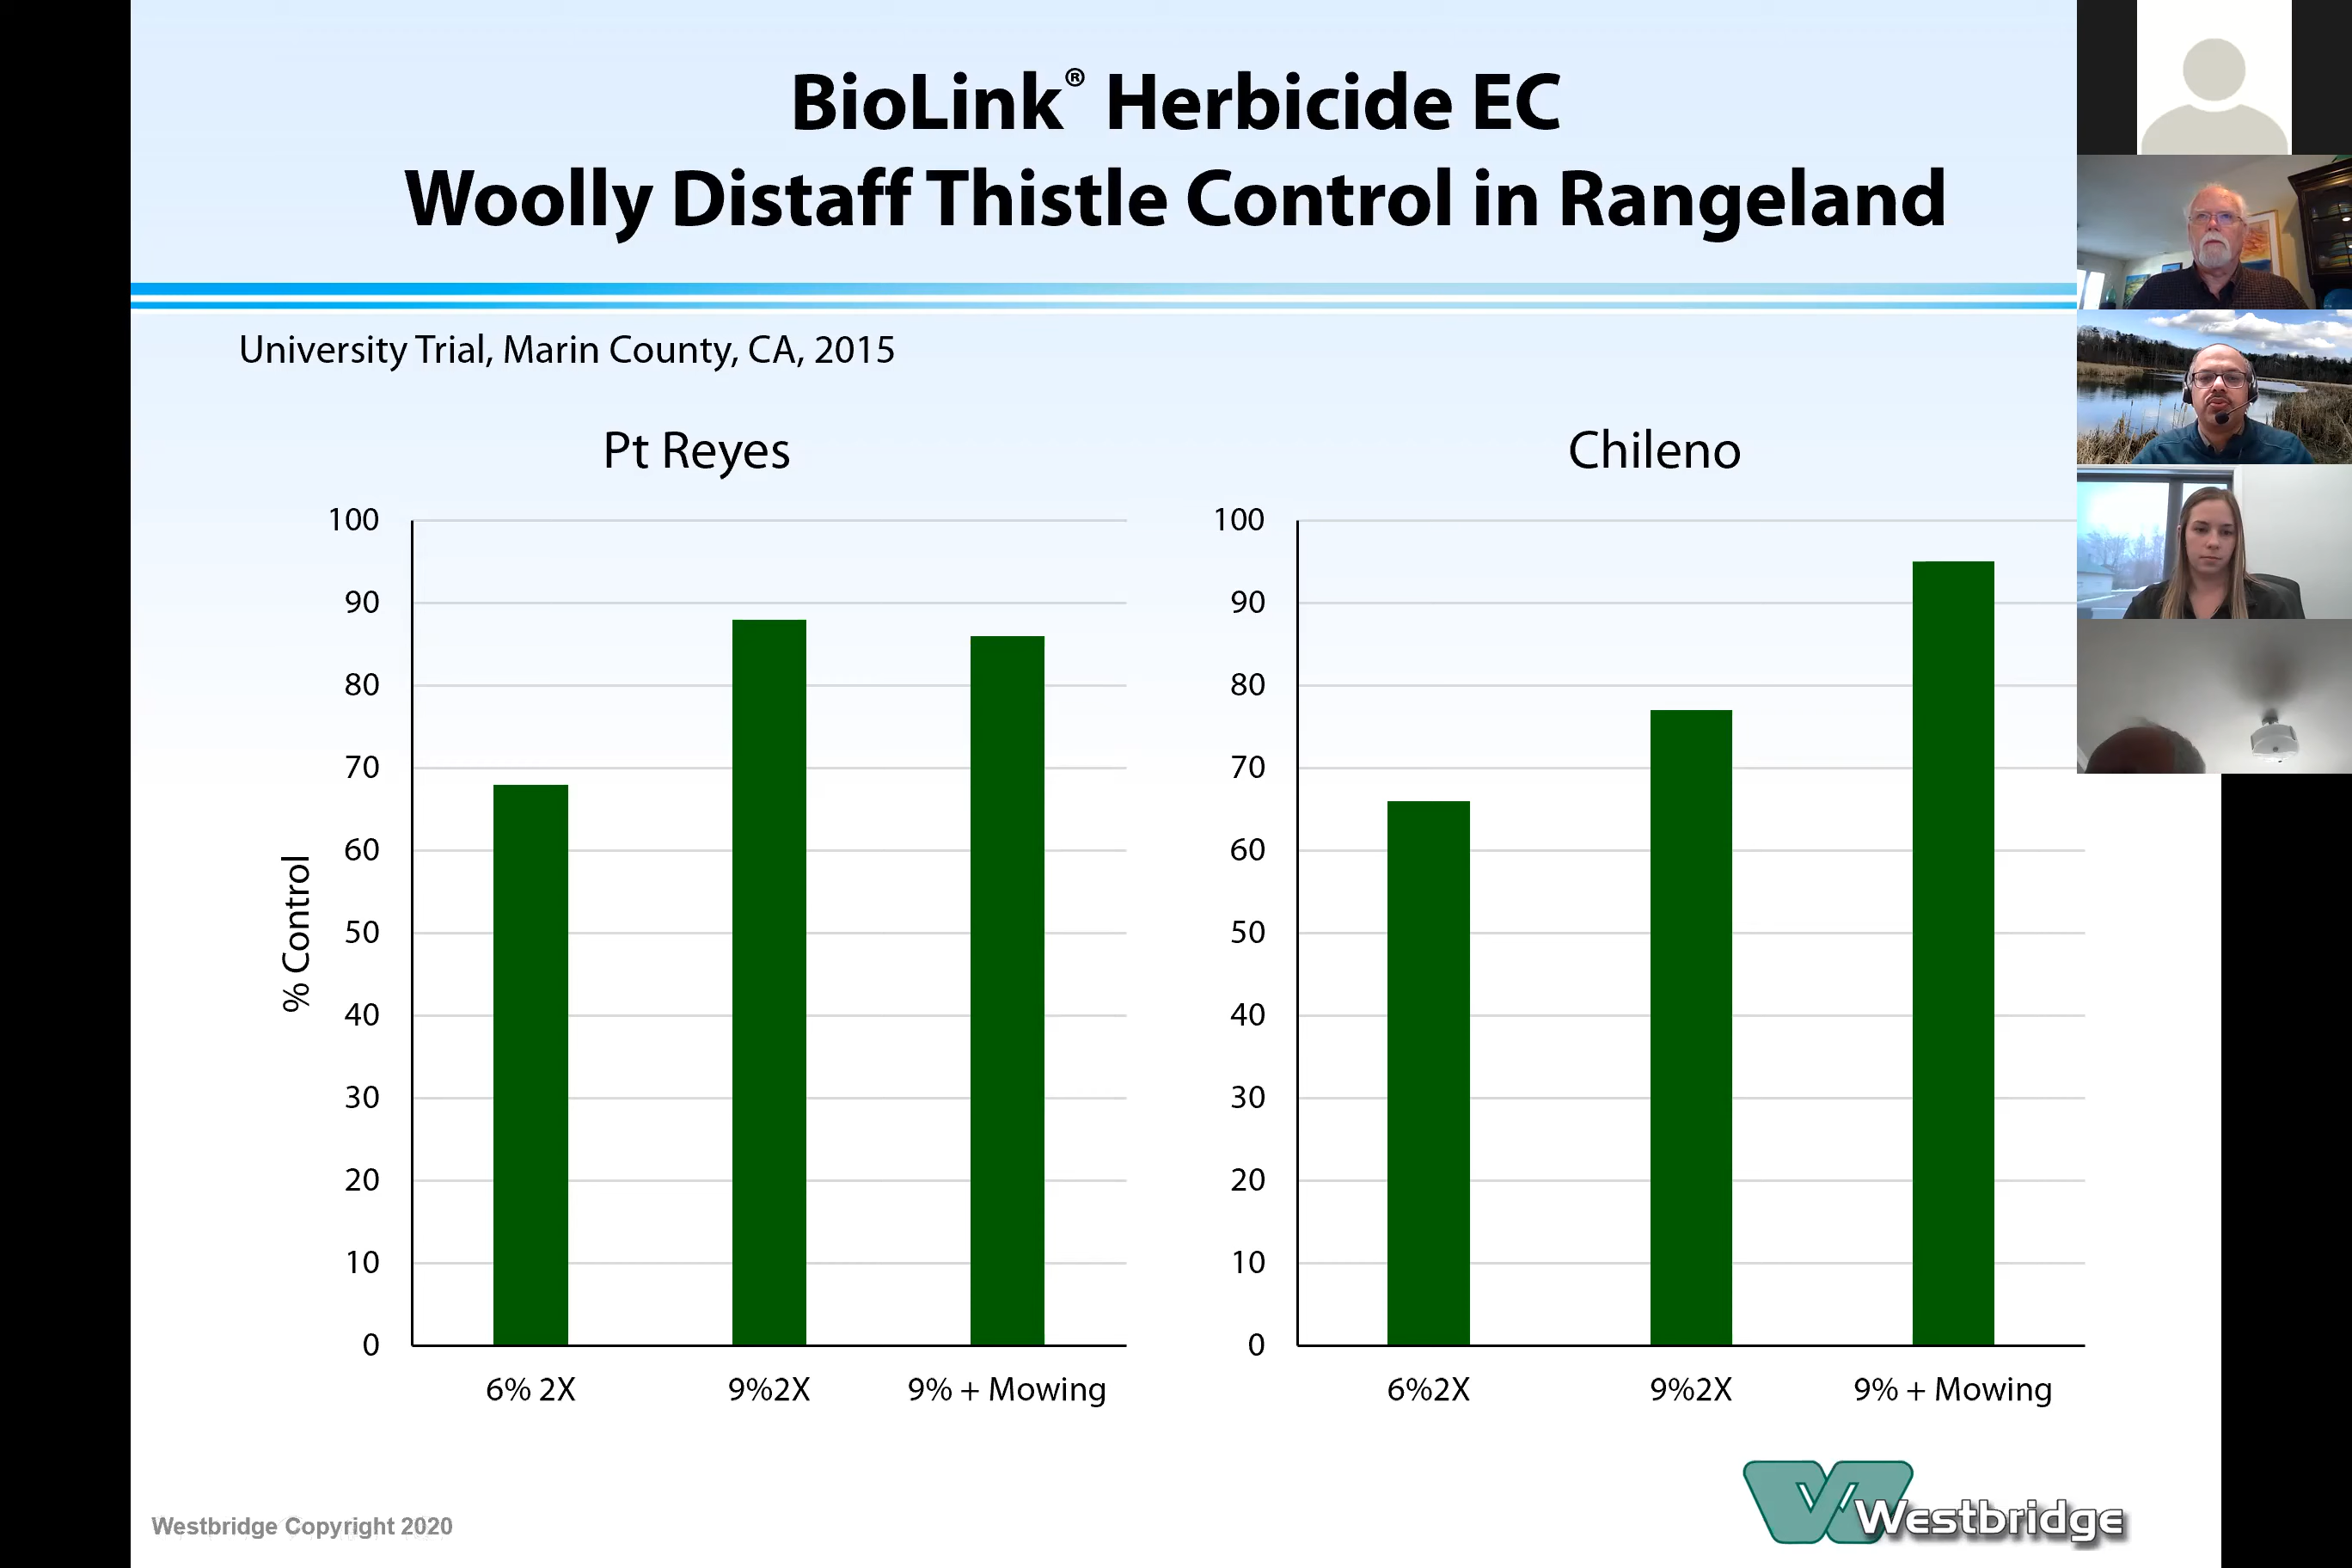 BioLink® Herbicide EC
Woolly Distaff Thistle Control in Rangeland
University Trial, Marin County, CA, 2015
Pt Reyes
100
90
80
70
60
50
40
30
20
10
0
% Control
6% 2X
9%2X
9% + Mowing
Chileno
100
90
80
70
60
50
40
30
20
10
0
6%2X
9%2X
9% + Mowing
Westbridge Copyright 2020
Westbridge